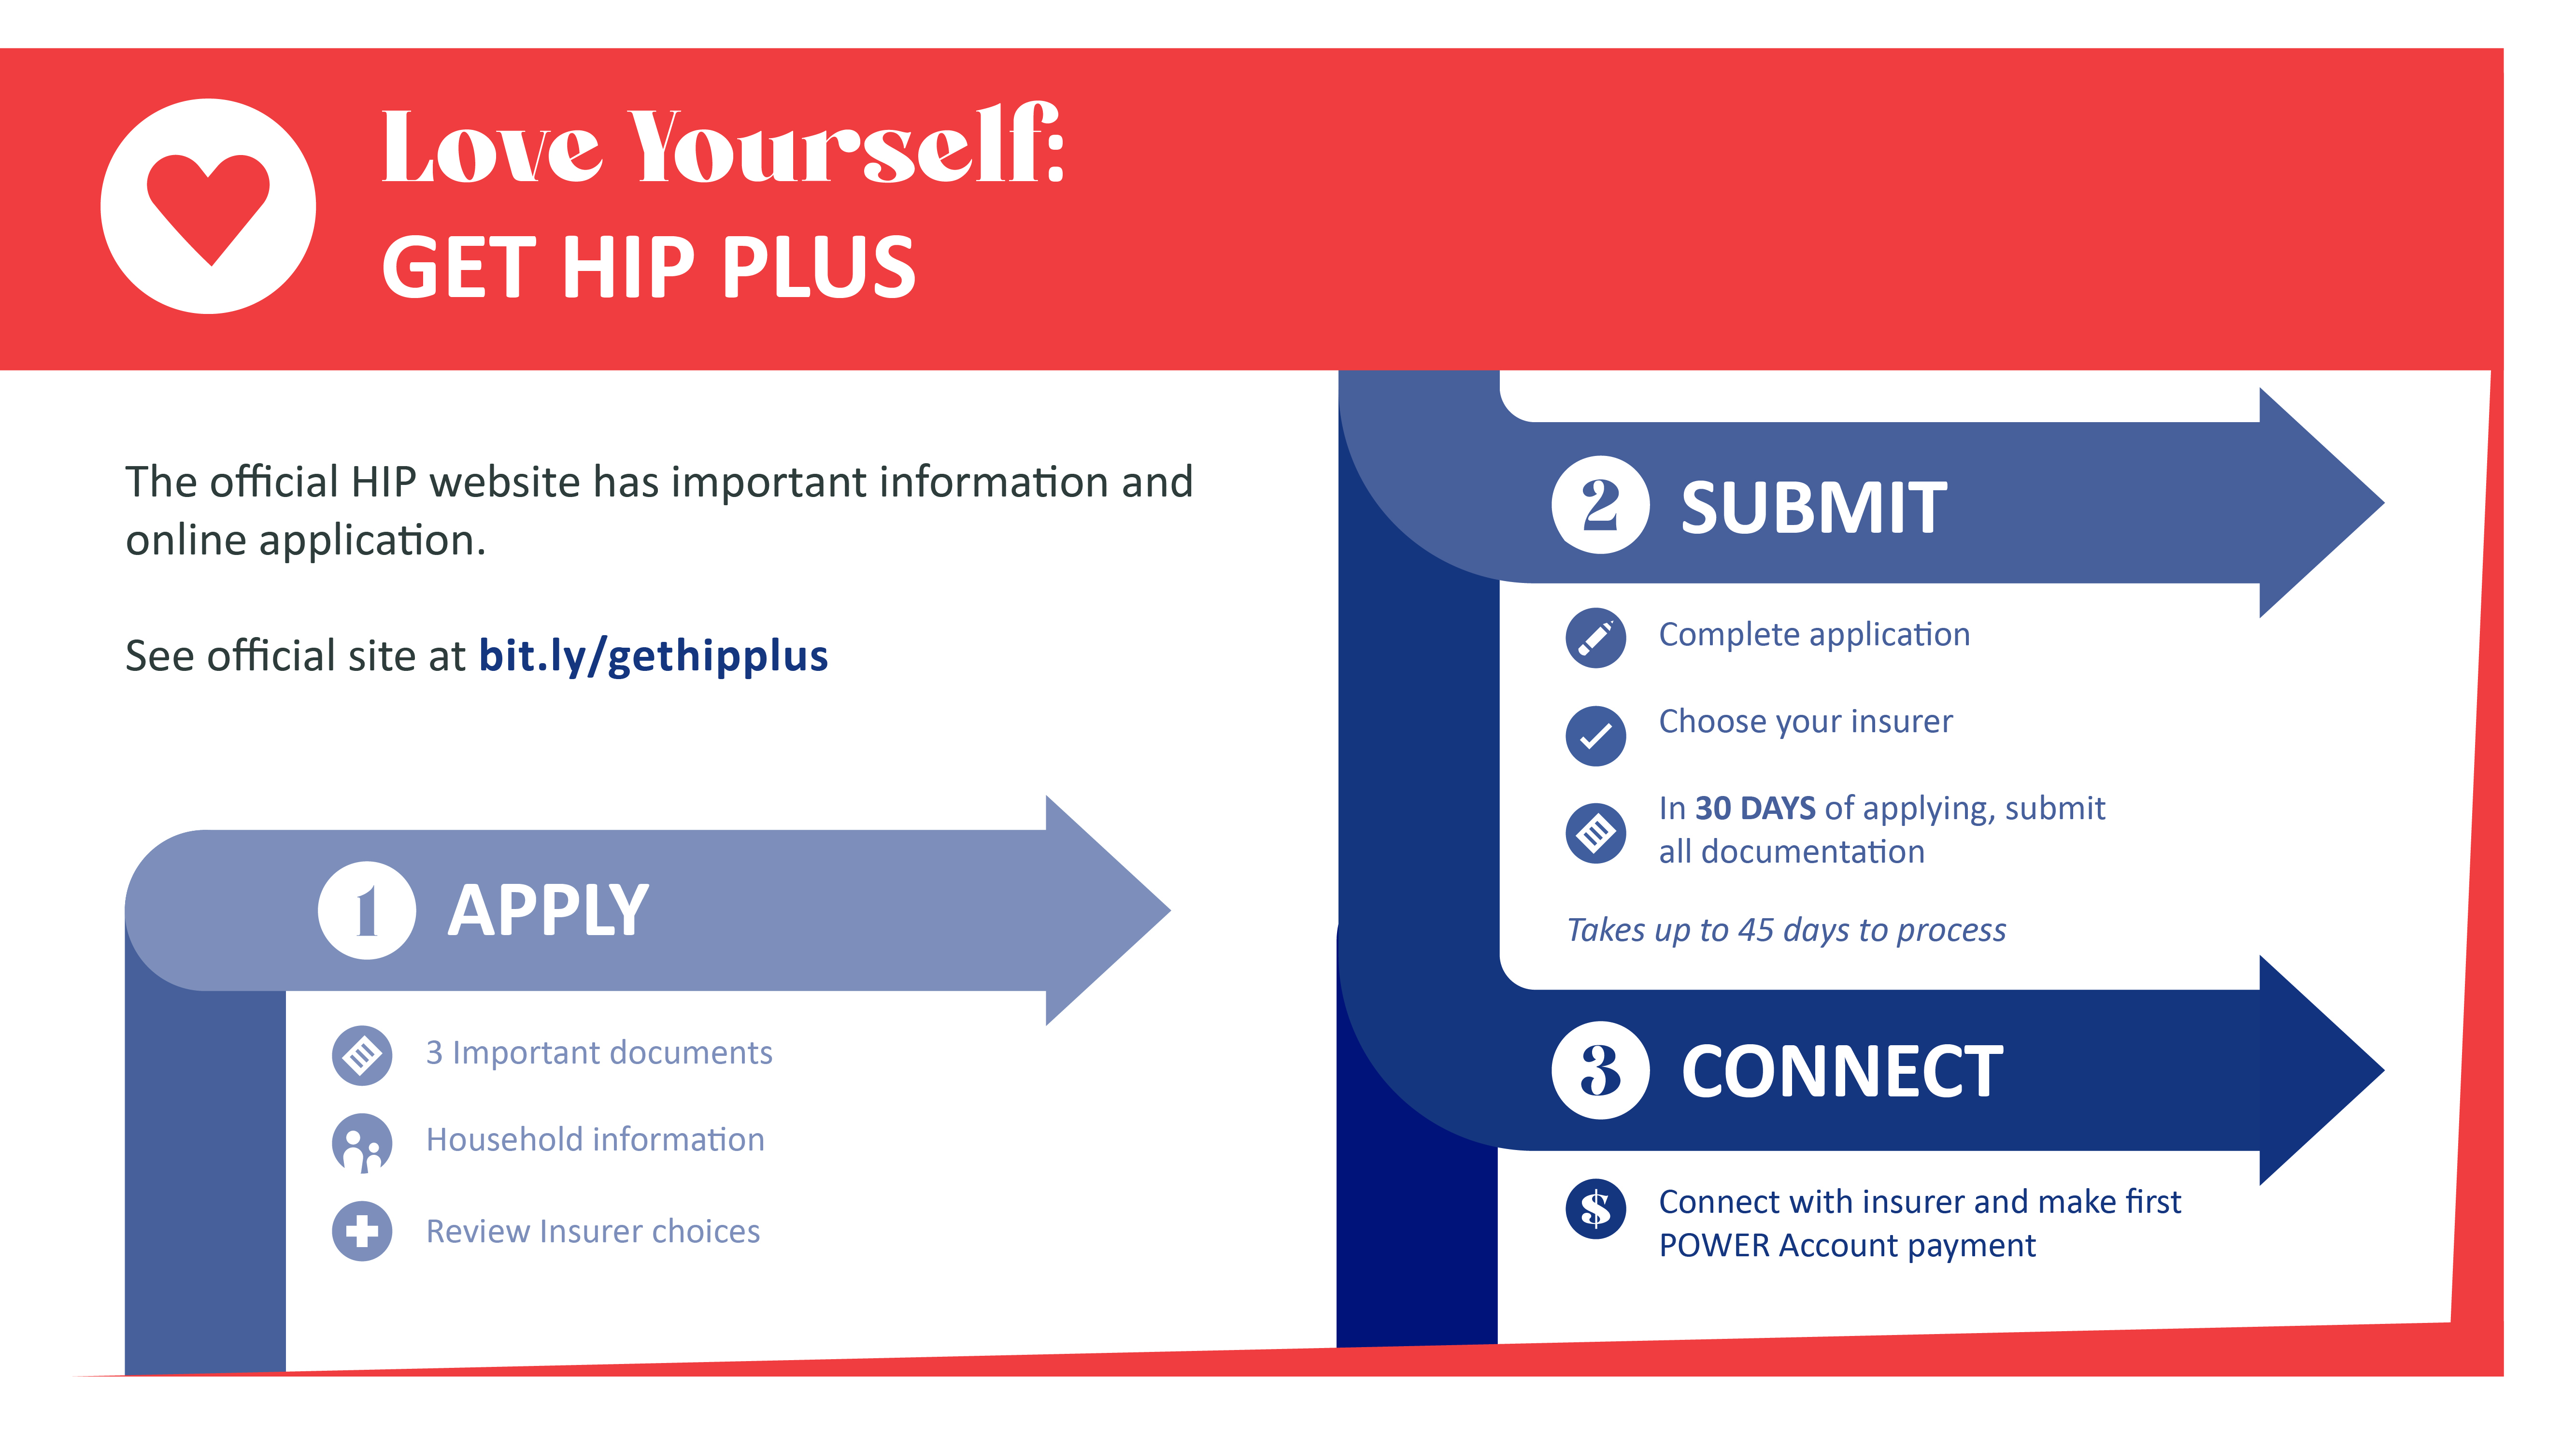 Love Yourself:
GET HIP PLUS
The official HIP website has important information and
online application.
See official site at bit.ly/gethipplus
1 APPLY
3 Important documents
Household information
Review Insurer choices
2 SUBMIT
Complete application
Choose your insurer
In 30 DAYS of applying, submit
all documentation
Takes up to 45 days to process
3 CONNECT
$
Connect with insurer and make first
POWER Account payment